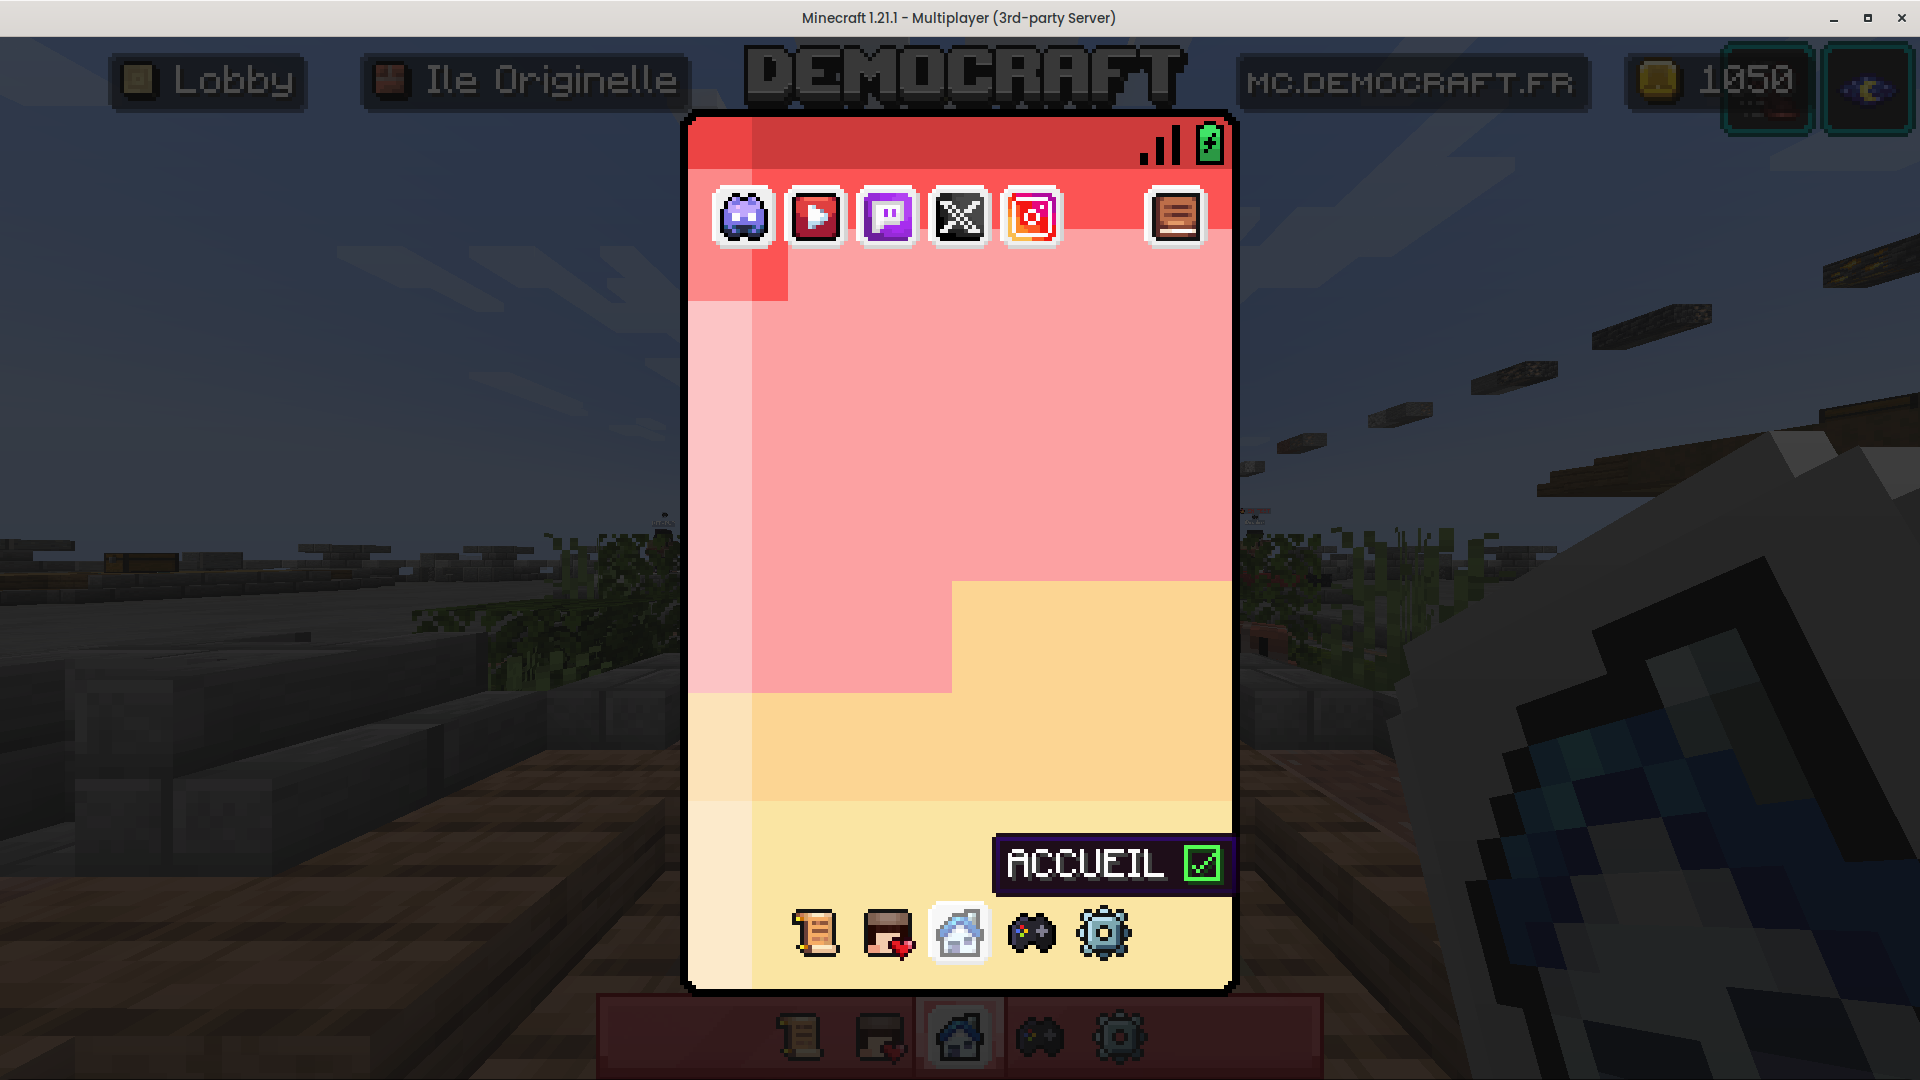 Minecraft 1.21.1 - Multiplayer (3rd-party Server)
Lobby
Ile Originelle
DEMOCRAFT
MC.DEMOCRAFT.FR
1050
ACCUEIL